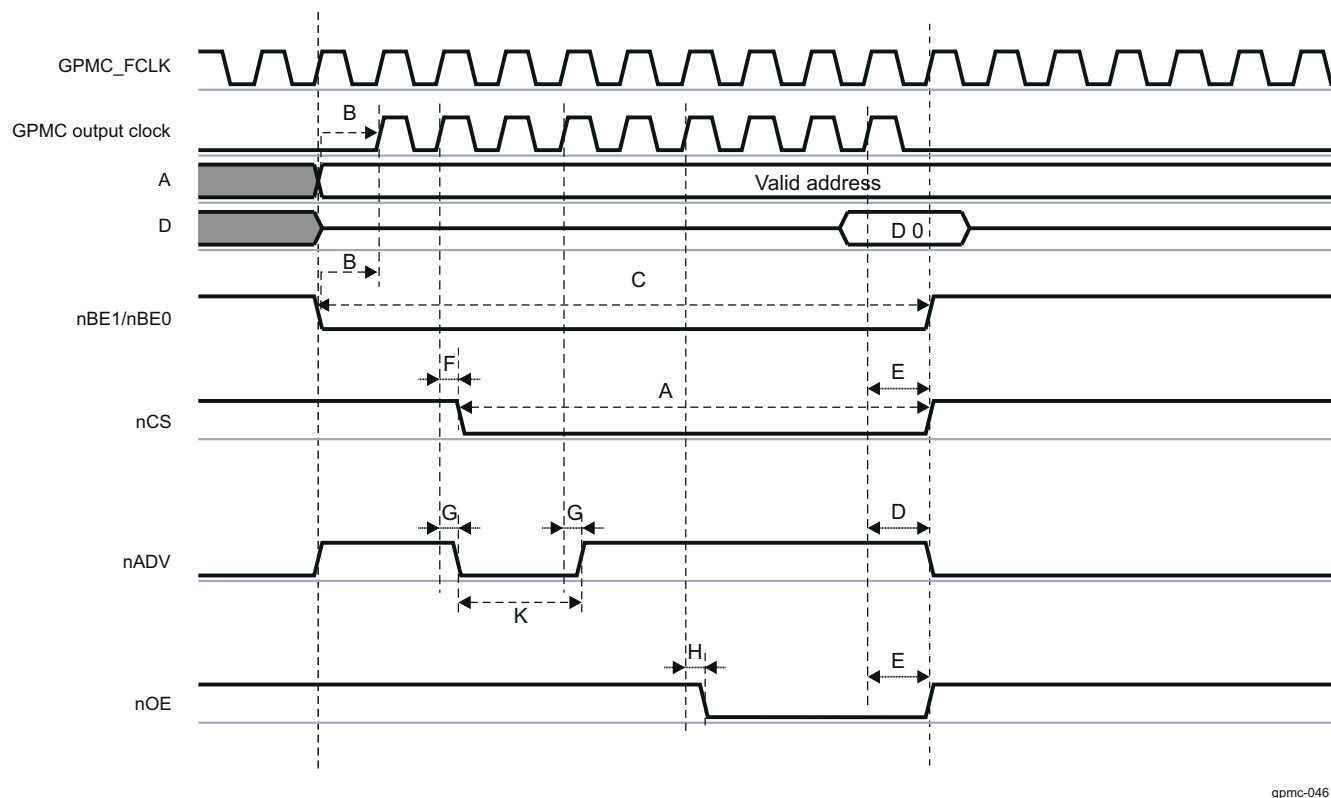 GPMC_FCLK
B
GPMC output clock
A
Valid address
D
D 0
B
C
nBE1/nBE0
F
E
A
nCS
G
G
D
nADV
K
H
E
nOE
gpmc-046